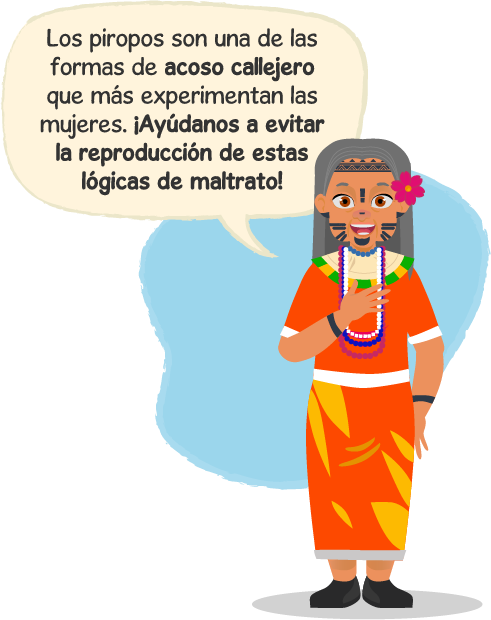 Los piropos son una de las
formas de acoso callejero
que más experimentan las
mujeres. ¡Ayúdanos a evitar
la reproducción de estas
lógicas de maltrato!